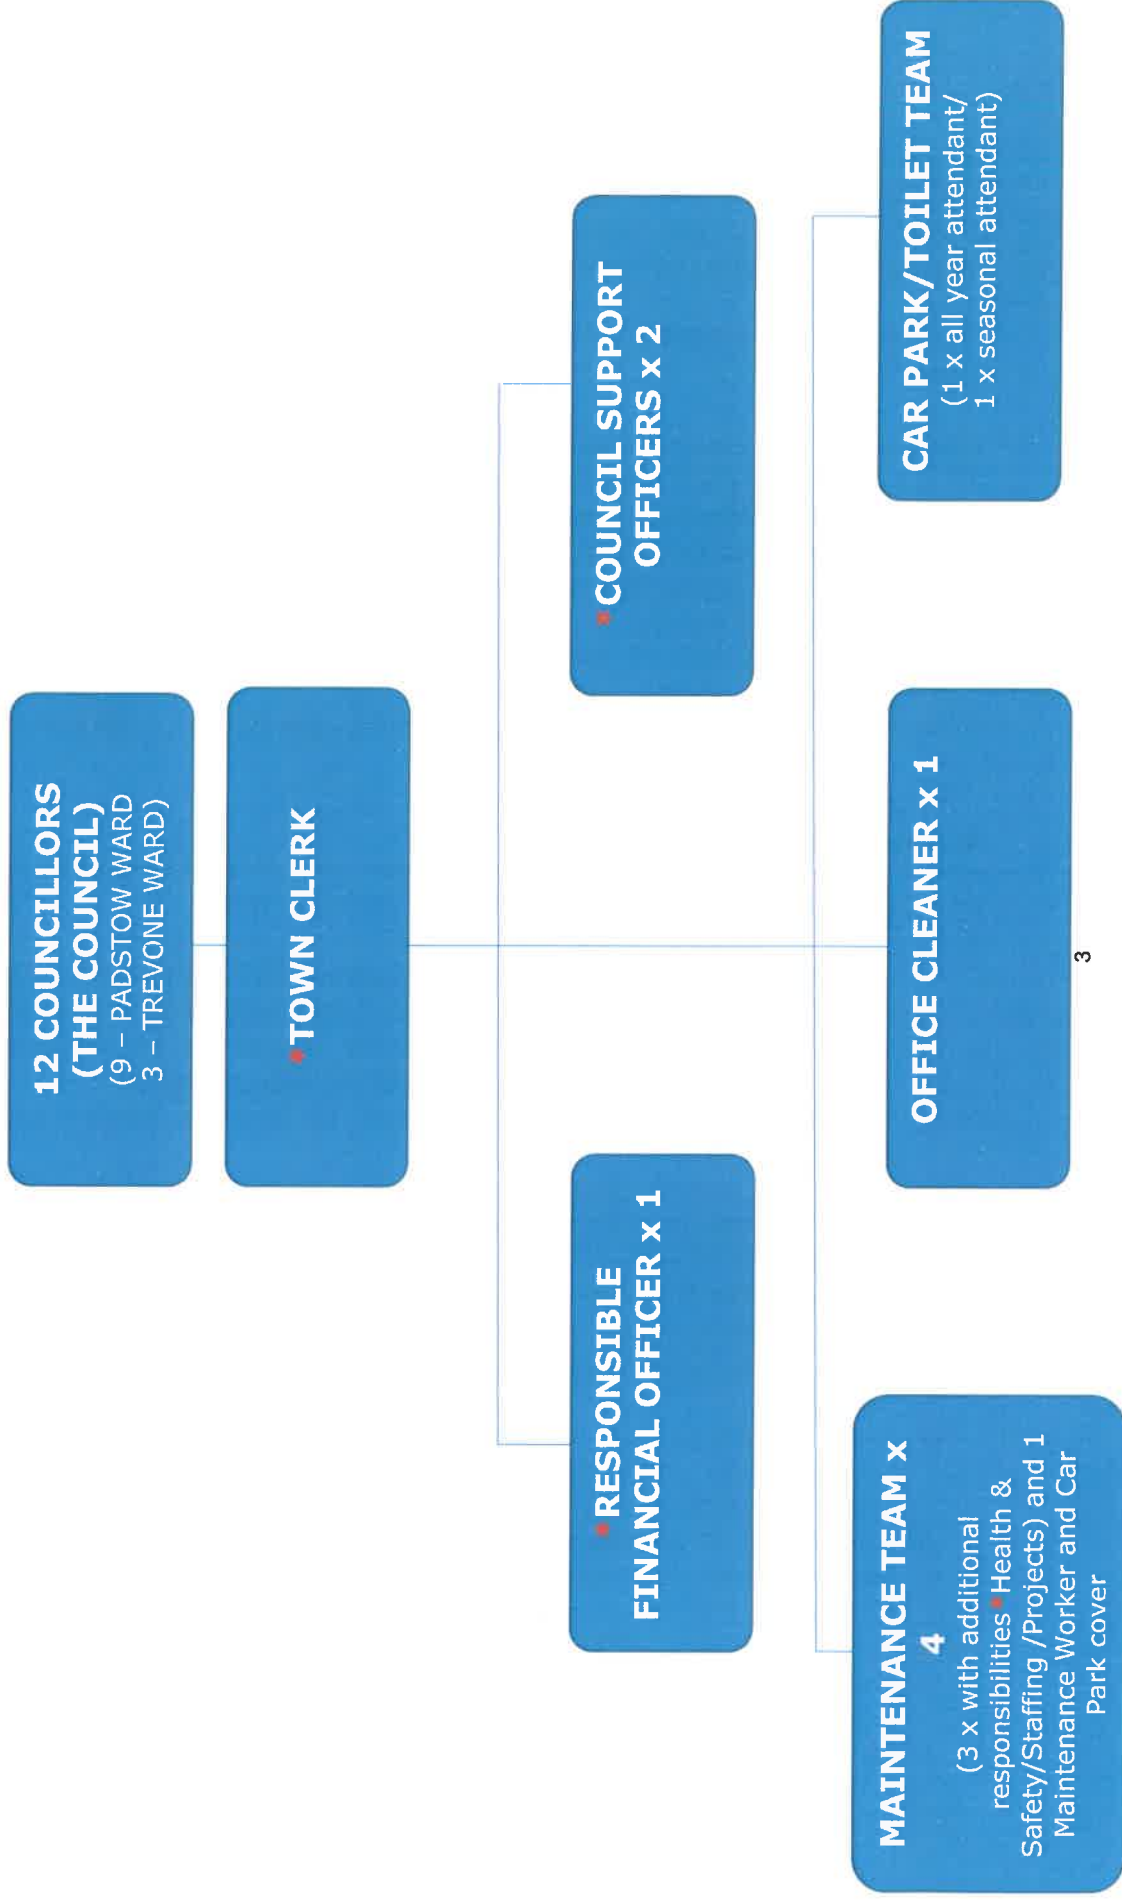 12 COUNCILLORS
(THE COUNCIL)
(9 – PADSTOW WARD
3 – TREVONE WARD)
*TOWN CLERK
*RESPONSIBLE
FINANCIAL OFFICER x 1
*COUNCIL SUPPORT
OFFICERS x 2
MAINTENANCE TEAM x
4
(3 x with additional
responsibilities *Health &
Safety/Staffing /Projects) and 1
Maintenance Worker and Car
Park cover
OFFICE CLEANER x 1
CAR PARK/TOILET TEAM
(1 x all year attendant/
1 x seasonal attendant)
3